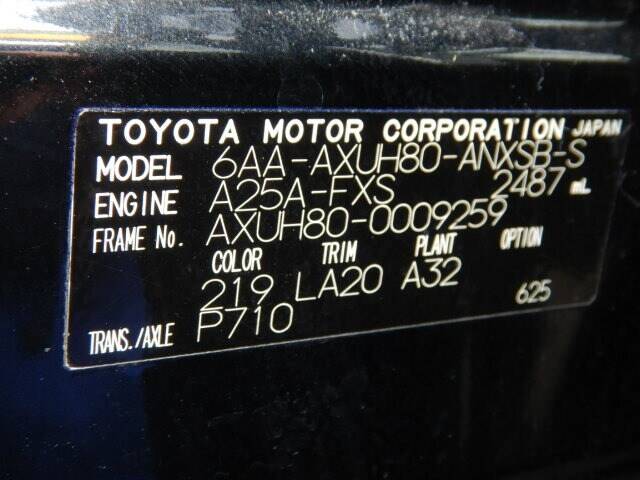 TOYOTA MOTOR CORPORATION JAPAN
MODEL 6AA-AXUH80-ANXSB-S
ENGINE A25A-FXS 2487 mL
FRAME No. AXUH80-0009259
COLOR TRIM PLANT OPTION
219 LA20 A32 625
TRANS./AXLE P710